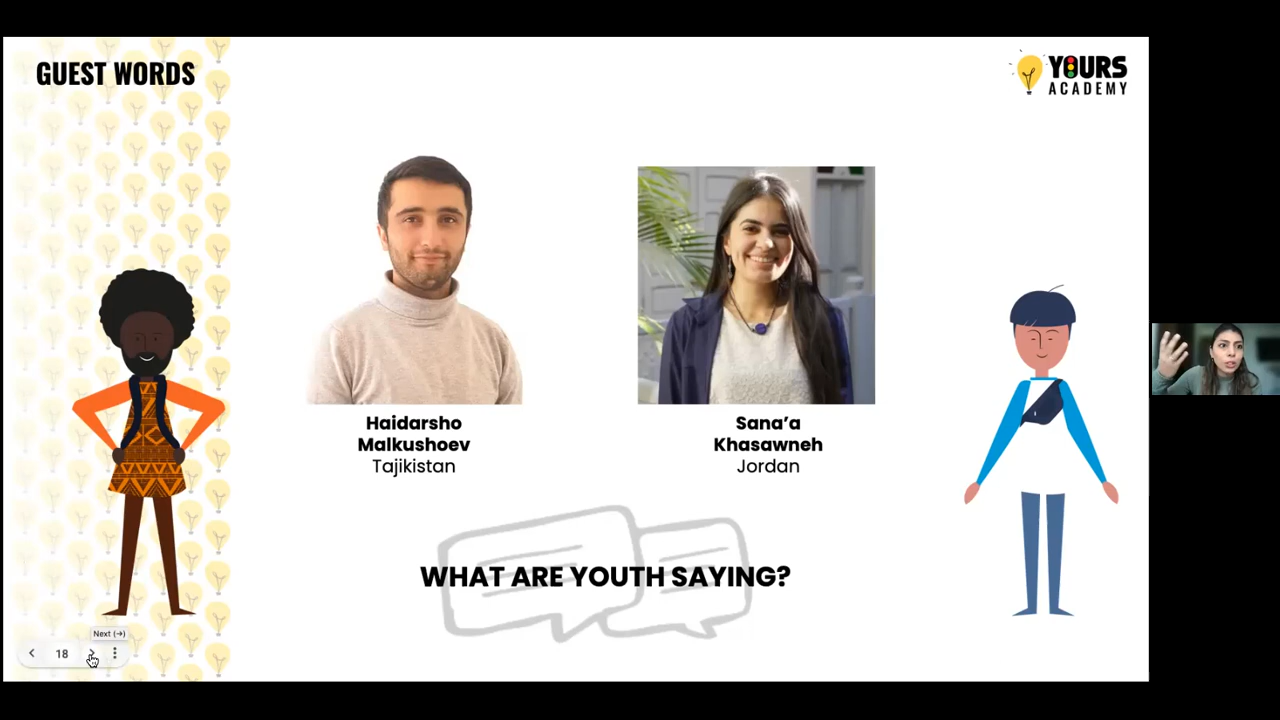 GUEST WORDS
YOURS
ACADEMY
Haidarsho
Malkushoev
Tajikistan
Sana’a
Khasawneh
Jordan
WHAT ARE YOUTH SAYING?
Next (→)
18